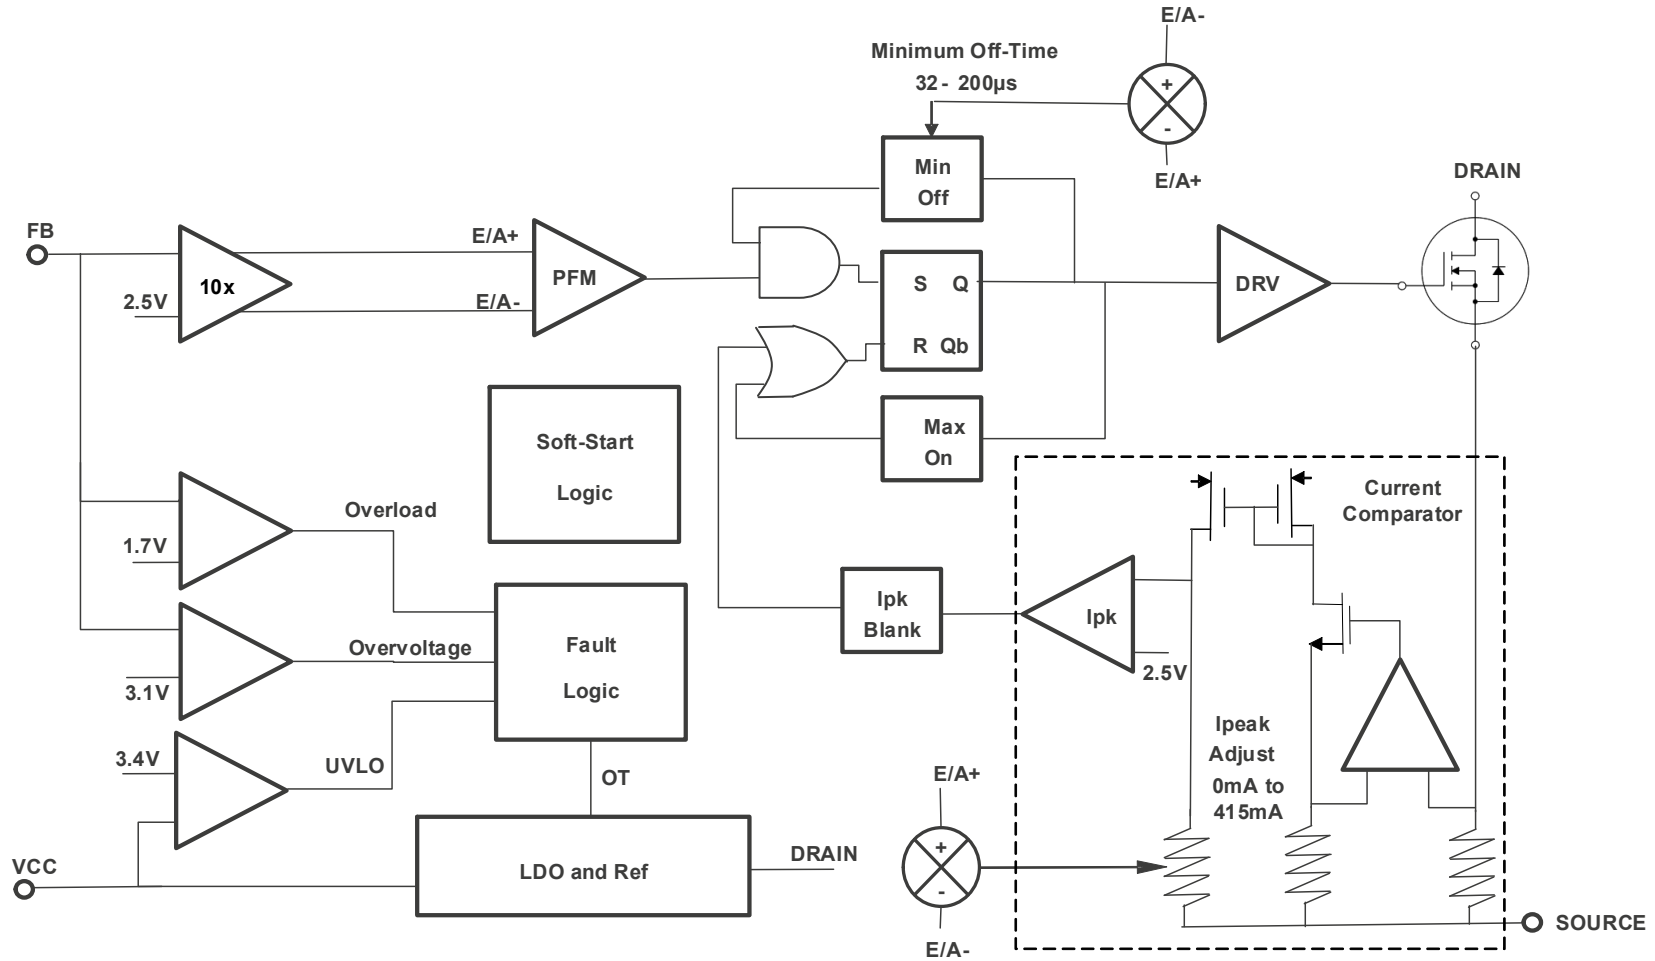 E/A-
Minimum Off-Time
32 - 200µs
+
-
E/A+
Min
Off
DRAIN
FB
10x
2.5V
E/A+
E/A-
PFM
S Q
R Qb
DRV
Max
On
Soft-Start
Logic
Current
Comparator
Overload
1.7V
Ipk
Blank
Ipk
2.5V
Overvoltage
3.1V
Fault
Logic
3.4V
UVLO
OT
Ipeak
Adjust
0mA to
415mA
E/A+
+
-
E/A-
VCC
LDO and Ref
DRAIN
SOURCE